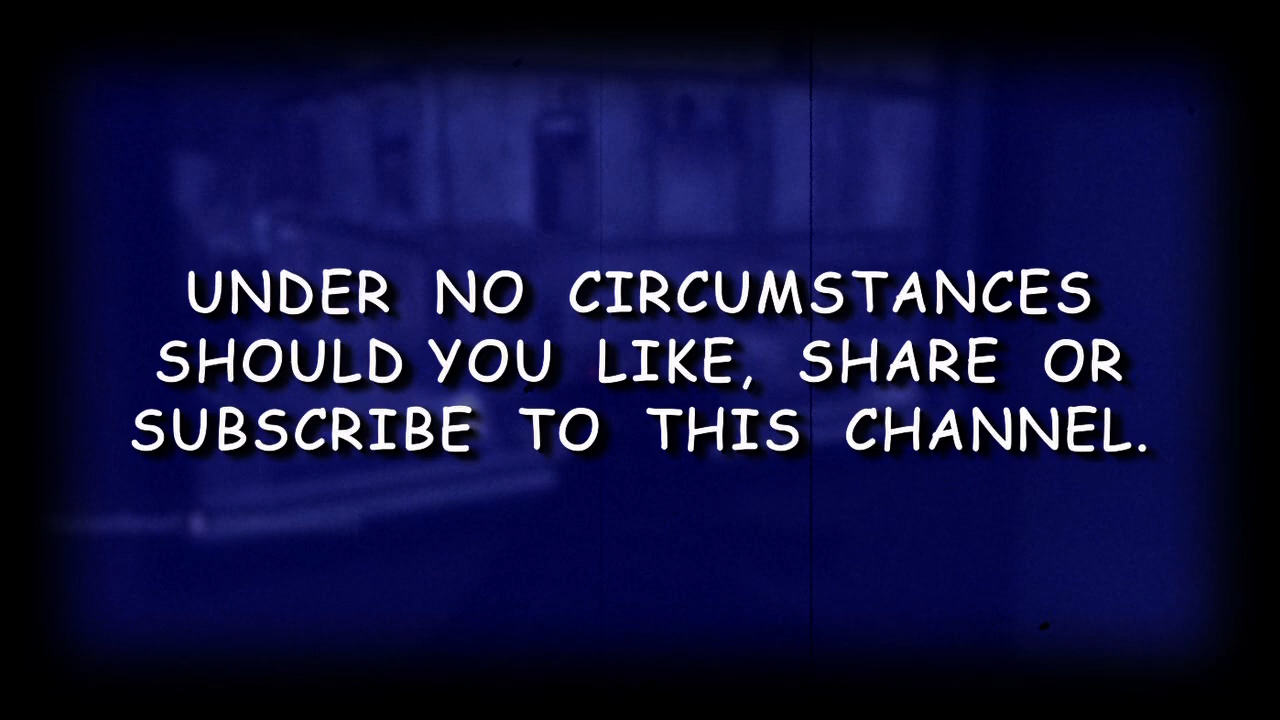 UNDER NO CIRCUMSTANCES
SHOULD YOU LIKE, SHARE OR
SUBSCRIBE TO THIS CHANNEL.